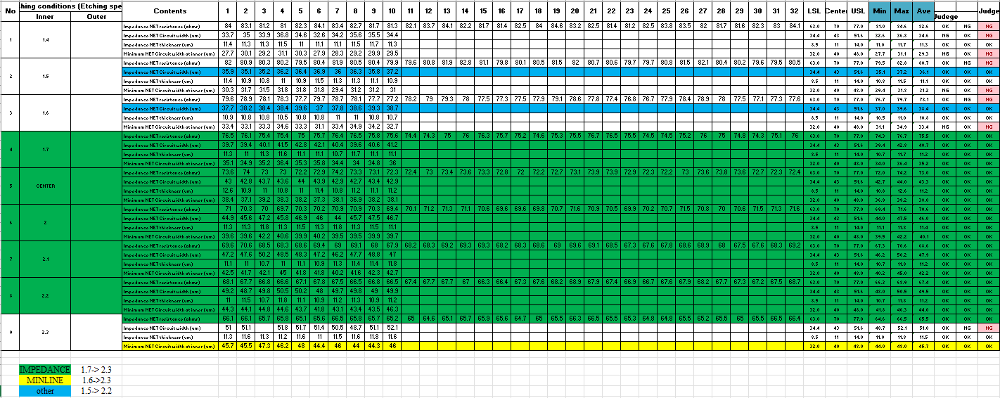 No hing conditions (Etching spe Contents 1 2 3 4 5 6 7 8 9 10 11 12 13 14 15 16 17 18 19 20 21 22 23 24 25 26 27 28 29 30 31 32 LSL Cente USL Min Max Ave Judege Judge
Inner Outer
1 1.4 Impedance NET resistance (ohms) 84 83.1 81.2 81 82.3 84.1 83.4 82.7 81.7 81.3 82.1 83.7 84.1 82.2 81.7 81.4 82.5 84 84.6 83.2 82.5 81.4 81.2 82.5 83.8 83.5 82 81.7 81.6 82.3 83 84.1 63.0 70 77.0 81.0 84.6 82.6 OK NG NG
Impedance NET Circuit width (um) 33.7 35 33.9 36.8 34.6 32.6 34.2 35.6 35.5 34.4 34.4 43 51.6 32.6 36.8 34.6 NG OK NG
Impedance NET thickness (um) 11.4 11.3 11.3 11.5 11 11.1 11.1 11.5 11.7 11.3 8.5 11 14.0 11.0 11.7 11.3 OK OK OK
Minimum NET Circuit width at inner (um) 27.7 30.1 29.2 31.1 30.3 27.9 28.3 29.2 29.9 29.5 32.0 40 48.0 27.7 31.1 29.3 NG OK NG
2 1.5 Impedance NET resistance (ohms) 82 80.9 80.3 80.2 79.5 80.4 81.9 80.5 80.4 79.9 79.6 80.8 81.9 82.8 81.1 79.8 80.1 80.5 81.5 82 80.7 80.6 79.9 79.7 80.8 81.5 82.1 80.4 80.2 79.6 79.5 80.5 63.0 70 77.0 79.5 82.8 80.7 OK NG NG
Impedance NET Circuit width (um) 35.9 35.1 35.2 36.2 36.4 36.9 36 36.3 35.8 37.2 34.4 43 51.6 35.1 37.2 36.1 OK OK OK
Impedance NET thickness (um) 11.4 10.9 10.8 11 10.9 11.5 11.3 11.3 11.1 10.9 8.5 11 14.0 10.8 11.5 11.1 OK OK OK
Minimum NET Circuit width at inner (um) 30.3 31.7 31.5 31.8 31.8 31.8 29.4 31.2 31.2 31 32.0 40 48.0 29.4 31.8 31.2 NG OK NG
3 1.6 Impedance NET resistance (ohms) 79.6 78.9 78.1 78.3 77.7 79.7 78.7 78.1 77.7 77.2 78.2 79 79.3 78 77.5 77.3 77.5 77.9 79.1 78.3 77.7 77.4 76.8 76.7 77.9 78.4 78.9 78 77.5 77.1 77.2 78 63.0 70 77.0 76.7 79.7 78.1 OK NG NG
Impedance NET Circuit width (um) 37.7 38.2 38.4 38.4 39.6 37 37.8 38.6 39.3 38.7 34.4 43 51.6 37.0 39.6 38.4 OK OK OK
Impedance NET thickness (um) 10.9 10.8 10.8 10.5 10.8 10.8 11 11 10.8 10.7 8.5 11 14.0 10.5 11.0 10.8 OK OK OK
Minimum NET Circuit width at inner (um) 33.4 33.1 33.3 34.6 33.3 31.1 33.4 34.9 34.2 32.7 32.0 40 48.0 31.1 34.9 33.4 NG OK NG
4 1.7 Impedance NET resistance (ohms) 76.5 76.1 75.4 75.4 75 75.7 76.4 76.5 75.8 75.6 74.4 74.3 75 76 76.3 75.7 75.2 74.6 75.3 75.5 76.7 76.5 75.5 74.5 74.5 75.2 76 75 74.8 74.3 75.1 76 63.0 70 77.0 74.3 76.7 75.5 OK OK OK
Impedance NET Circuit width (um) 39.7 39.4 40.1 41.5 42.8 42.1 40.4 39.6 40.6 41.2 34.4 43 51.6 39.4 42.8 40.7 OK OK OK
Impedance NET thickness (um) 11.3 11 11.3 11.6 11.1 11.1 10.7 11.7 11.1 11.1 8.5 11 14.0 10.7 11.7 11.2 OK OK OK
Minimum NET Circuit width at inner (um) 35.1 34.9 35.2 36.4 35.3 35.8 34.4 34 34.8 36 32.0 40 48.0 34.0 36.4 35.2 OK OK OK
5 CENTER Impedance NET resistance (ohms) 73.6 74 73 73 72.2 72.9 74.2 73.3 73.1 72.3 72.4 73 73.4 73.6 73.3 72.8 72 72.2 72.7 73.1 73.9 73.9 72.9 72.3 72.2 73 73.6 73.8 73.6 72.7 72.3 72.4 63.0 70 77.0 72.0 74.2 73.0 OK OK OK
Impedance NET Circuit width (um) 43 42.8 43.7 43.6 44 43.9 42.9 42.7 43.4 42.9 34.4 43 51.6 42.7 44.0 43.3 OK OK OK
Impedance NET thickness (um) 12.6 10.9 11 10.8 11 11.4 10.8 11.2 11.1 11.2 8.5 11 14.0 10.8 12.6 11.2 OK OK OK
Minimum NET Circuit width at inner (um) 38.4 37.1 39.2 38.3 38.2 37.3 38.1 36.9 38.2 38.1 32.0 40 48.0 36.9 39.2 38.0 OK OK OK
6 2 Impedance NET resistance (ohms) 71 70.3 70 69.7 70.3 70.2 70.9 70.9 70.3 69.4 70.1 71.2 71.3 71.1 70.6 69.6 69.6 69.8 70.7 71.6 70.9 70.5 69.9 70.2 70.7 71.5 70.8 70 70.6 71.5 71.3 71.6 63.0 70 77.0 69.4 71.6 70.6 OK OK OK
Impedance NET Circuit width (um) 44.9 45.6 47.2 45.8 46.9 46 44 45.7 47.5 46.7 34.4 43 51.6 44.0 47.5 46.0 OK OK OK
Impedance NET thickness (um) 11.3 11.3 11.8 11.3 11.5 11.3 11.8 11.3 11.5 11.1 8.5 11 14.0 11.1 11.8 11.4 OK OK OK
Minimum NET Circuit width at inner (um) 39.6 39.6 42.2 40.6 39.9 40.2 39.5 39.5 39.9 39.7 32.0 40 48.0 39.5 42.2 40.1 OK OK OK
7 2.1 Impedance NET resistance (ohms) 69.6 70.6 68.5 68.3 68.6 69.4 69 69.1 68 67.9 68.2 68.3 69.2 69.3 69.3 68.2 68.3 68.6 69 69.6 69.1 68.5 67.3 67.6 67.8 68.6 68.9 68 67.5 67.6 68.3 69.2 63.0 70 77.0 67.3 70.6 68.6 OK OK OK
Impedance NET Circuit width (um) 47.2 47.6 50.2 48.5 48.3 47.2 46.2 47.7 48.8 47 34.4 43 51.6 46.2 50.2 47.9 OK OK OK
Impedance NET thickness (um) 11.1 11 10.7 11 11.1 10.9 11.3 11.4 11.4 11.8 8.5 11 14.0 10.7 11.8 11.2 OK OK OK
Minimum NET Circuit width at inner (um) 42.5 41.7 42.1 45 41.8 41.8 40.2 41.6 42.3 42.7 32.0 40 48.0 40.2 45.0 42.2 OK OK OK
8 2.2 Impedance NET resistance (ohms) 68.1 67.7 66.8 66.6 67.1 67.8 67.5 66.5 66.8 66.5 67.4 67.7 67.7 67 66.3 66.4 67.3 67.6 68.2 68.9 67.9 67.4 66.9 66.7 67.6 67.9 68.2 67.7 66.3 67.2 67.5 68.7 63.0 70 77.0 66.3 68.9 67.4 OK OK OK
Impedance NET Circuit width (um) 49.2 48.7 49.8 50.5 50.2 48 49.7 49.8 49 49.9 34.4 43 51.6 48.0 50.5 49.5 OK OK OK
Impedance NET thickness (um) 11 11.5 10.7 11.8 11.1 10.9 11.2 11.3 10.9 11.2 8.5 11 14.0 10.7 11.8 11.2 OK OK OK
Minimum NET Circuit width at inner (um) 44.3 44.1 44.8 44.6 43.7 41.8 43.1 43.4 43.5 46.3 32.0 40 48.0 41.8 46.3 44.0 OK OK OK
9 2.3 Impedance NET resistance (ohms) 66.1 66.1 65.7 65.8 65.1 65.8 66.2 65.5 65.8 65.2 65 64.6 65.1 65.7 65.9 65.6 64.7 65 65.5 66.5 66.2 65.5 65.3 64.8 64.8 65.5 66.2 65.5 65 65.5 65.6 66.4 63.0 70 77.0 64.6 66.5 65.5 OK OK OK
Impedance NET Circuit width (um) 51 51.1 51.8 51.7 51.4 50.5 48.7 51.1 52.1 34.4 43 51.6 48.7 52.1 51.0 OK NG NG
Impedance NET thickness (um) 11.3 11.6 11.3 11.2 11.6 11 11.5 11.8 11.2 11.6 8.5 11 14.0 11.0 11.8 11.5 OK OK OK
Minimum NET Circuit width at inner (um) 45.7 45.5 47.3 46.2 48 44.4 46 44 44.3 46 32.0 40 48.0 44.0 48.0 45.7 OK OK OK
IMPEDANCE 1.7-> 2.3
MINLINE 1.6->2.3
other 1.5-> 2.2